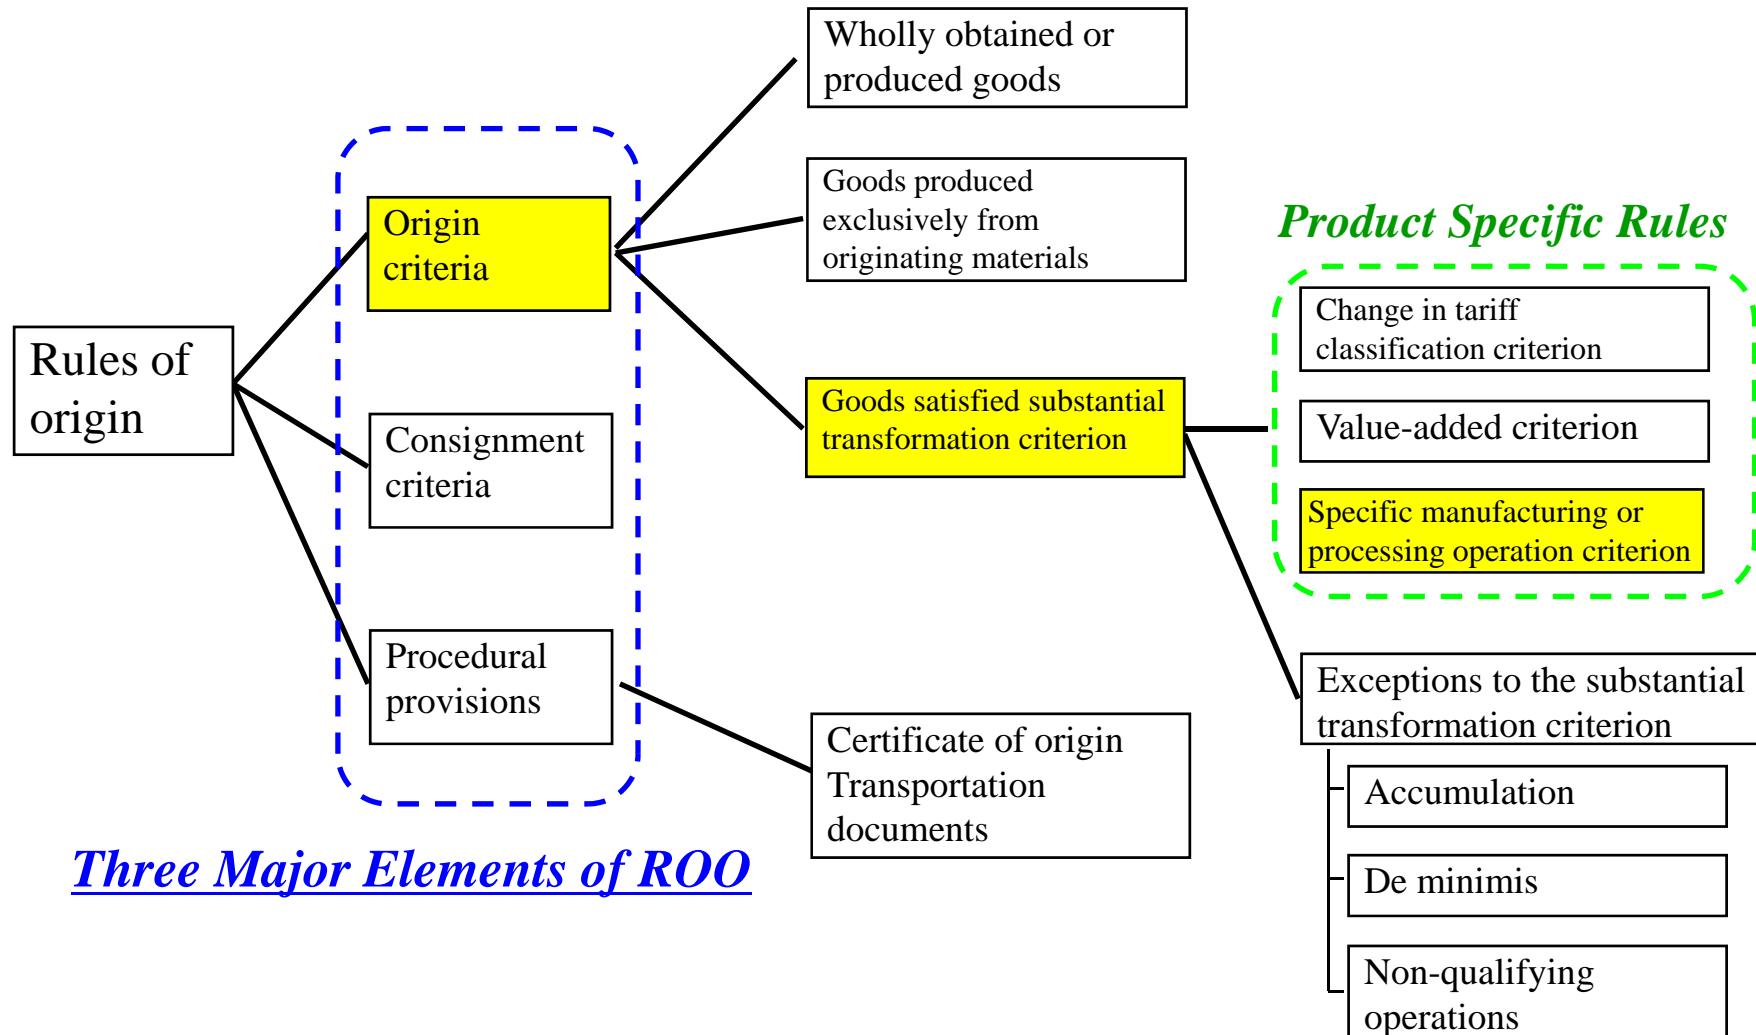 Rules of
origin
Origin
criteria
Consignment
criteria
Procedural
provisions
Three Major Elements of ROO
Wholly obtained or
produced goods
Goods produced
exclusively from
originating materials
Goods satisfied substantial
transformation criterion
Certificate of origin
Transportation
documents
Product Specific Rules
Change in tariff
classification criterion
Value-added criterion
Specific manufacturing or
processing operation criterion
Exceptions to the substantial
transformation criterion
Accumulation
De minimis
Non-qualifying
operations